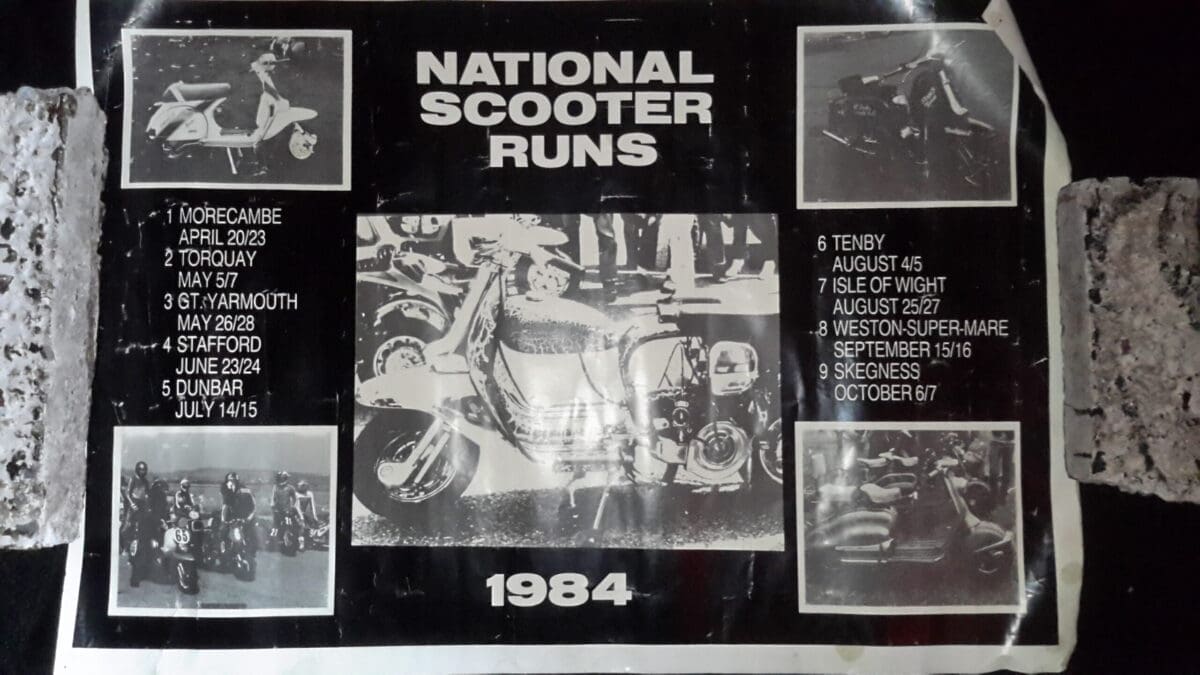 NATIONAL
SCOOTER
RUNS
1 MORECAMBE
APRIL 20/23
2 TORQUAY
MAY 5/7
3 GT. YARMOUTH
MAY 26/28
4 STAFFORD
JUNE 23/24
5 DUNBAR
JULY 14/15
6 TENBY
AUGUST 4/5
7 ISLE OF WIGHT
AUGUST 25/27
8 WESTON-SUPER-MARE
SEPTEMBER 15/16
9 SKEGNESS
OCTOBER 6/7
65
1984